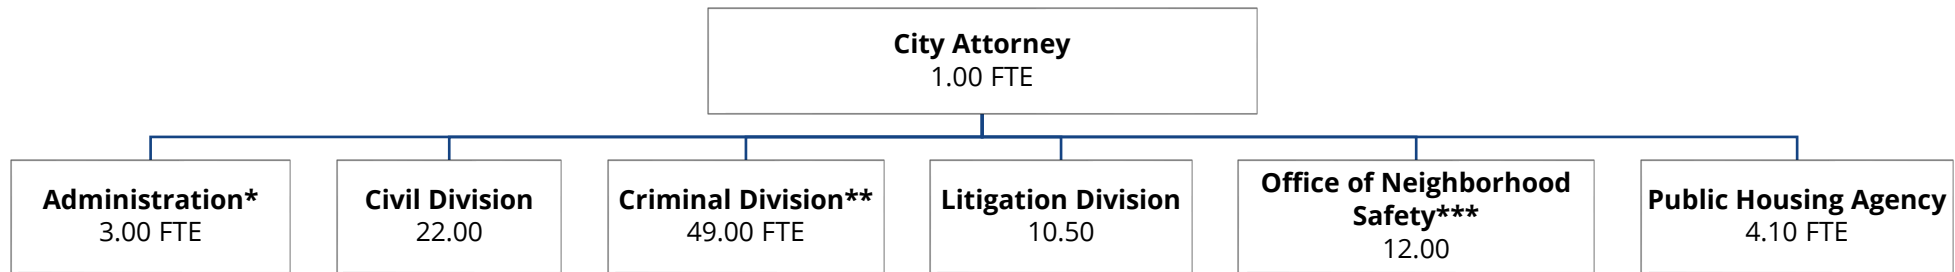 City Attorney
1.00 FTE
Administration*
3.00 FTE
Civil Division
22.00
Criminal Division**
49.00 FTE
Litigation Division
10.50
Office of Neighborhood
Safety***
12.00
Public Housing Agency
4.10 FTE